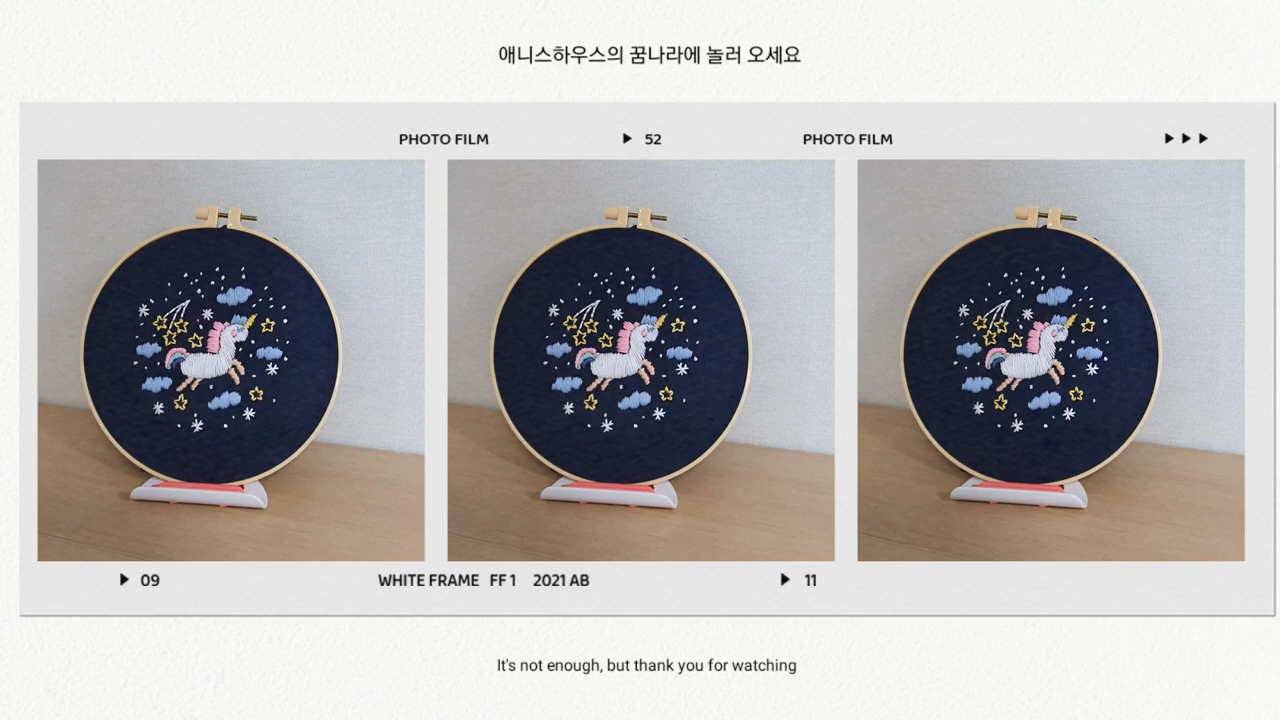 애니스하우스의 꿈나라에 놀러 오세요
PHOTO FILM ▶ 52 PHOTO FILM ▶ ▶ ▶
▶ 09 WHITE FRAME FF 1 2021 AB ▶ 11
It's not enough, but thank you for watching